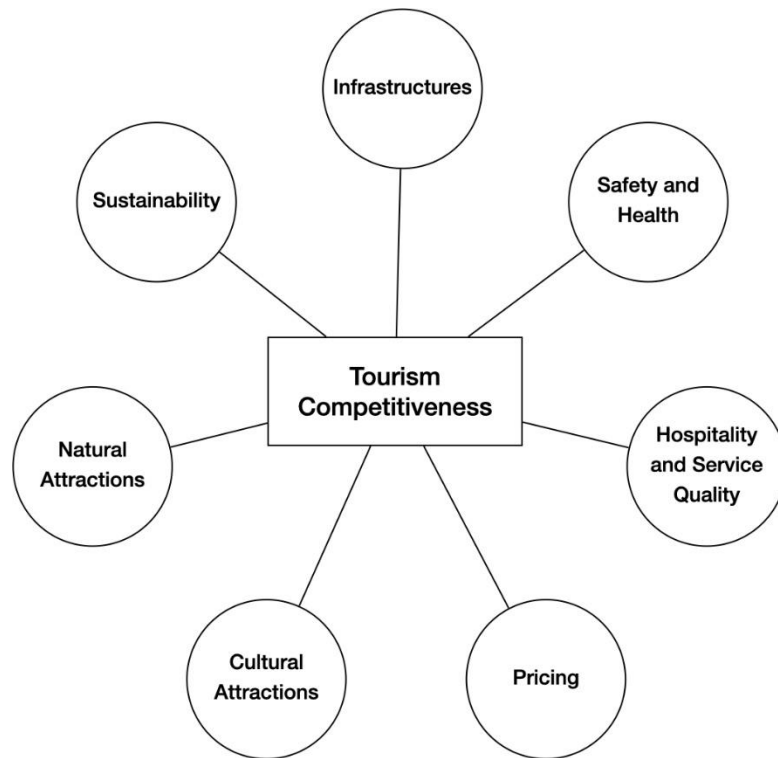 Infrastructures
Sustainability
Safety and
Health
Tourism
Competitiveness
Natural
Attractions
Hospitality
and Service
Quality
Cultural
Attractions
Pricing